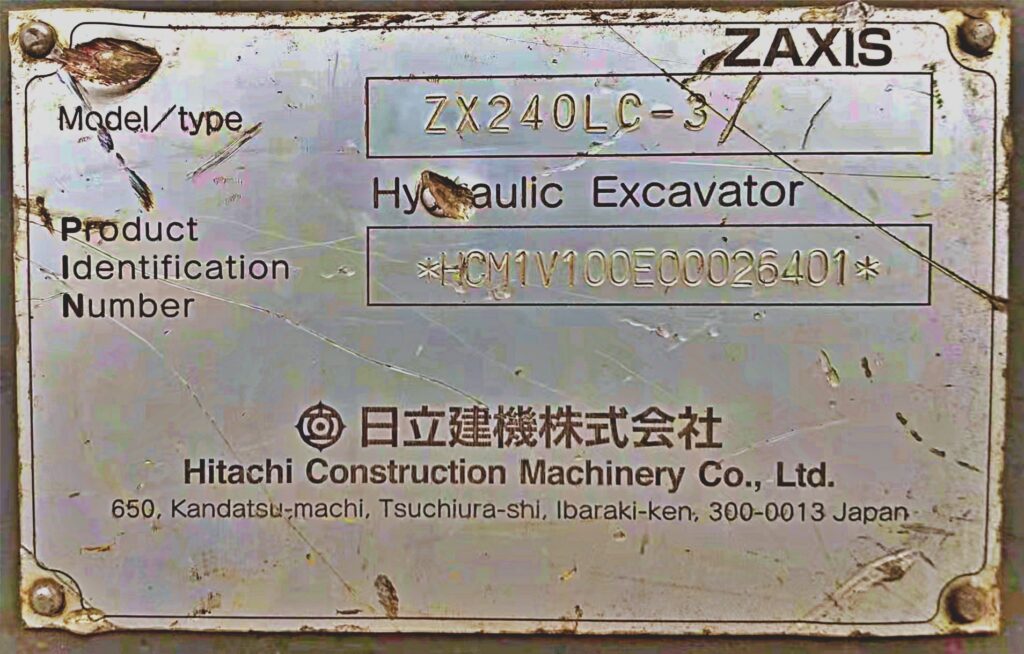 ZAXIS
Model/type ZX240LC-3
Hydraulic Excavator
Product
Identification
Number
*HCM1V100E00026401*
日立建機株式会社
Hitachi Construction Machinery Co., Ltd.
650, Kandatsu-machi, Tsuchiura-shi, Ibaraki-ken, 300-0013 Japan